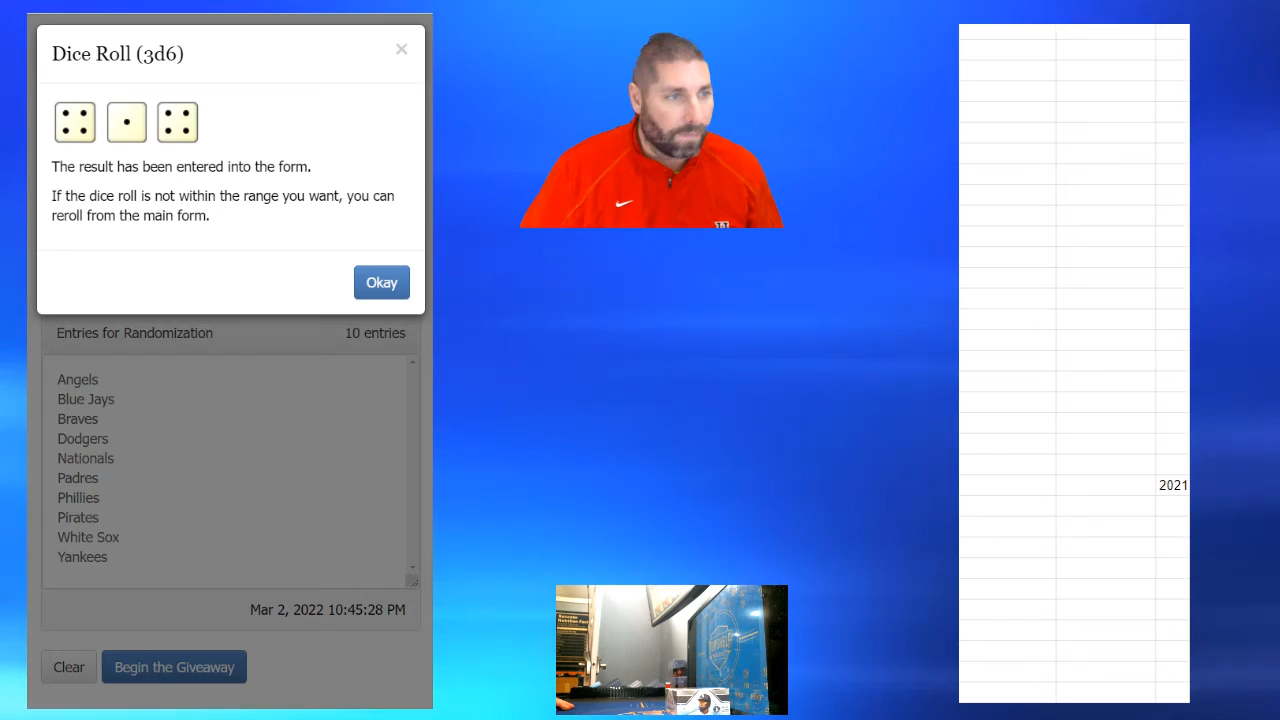 Dice Roll (3d6)
×
The result has been entered into the form.
If the dice roll is not within the range you want, you can
reroll from the main form.
Okay
Entries for Randomization 10 entries
Angels
Blue Jays
Braves
Dodgers
Nationals
Padres
Phillies
Pirates
White Sox
Yankees
Mar 2, 2022 10:45:28 PM
Clear Begin the Giveaway
2021